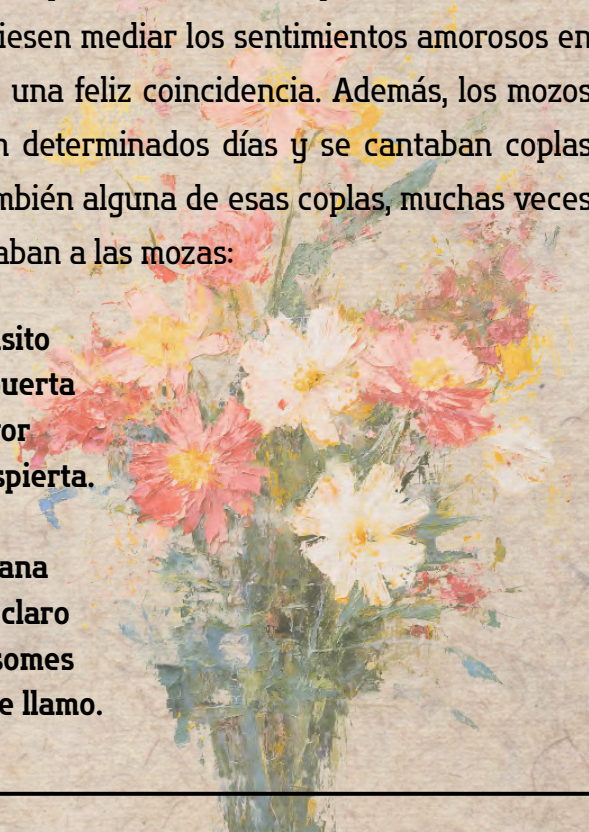 iesen mediar los sentimientos amorosos en
una feliz coincidencia. Además, los mozos
n determinados días y se cantaban coplas
mbién alguna de esas coplas, muchas veces
aban a las mozas:
sito
uerta
or
spierta.
ana
claro
somes
e llamo.